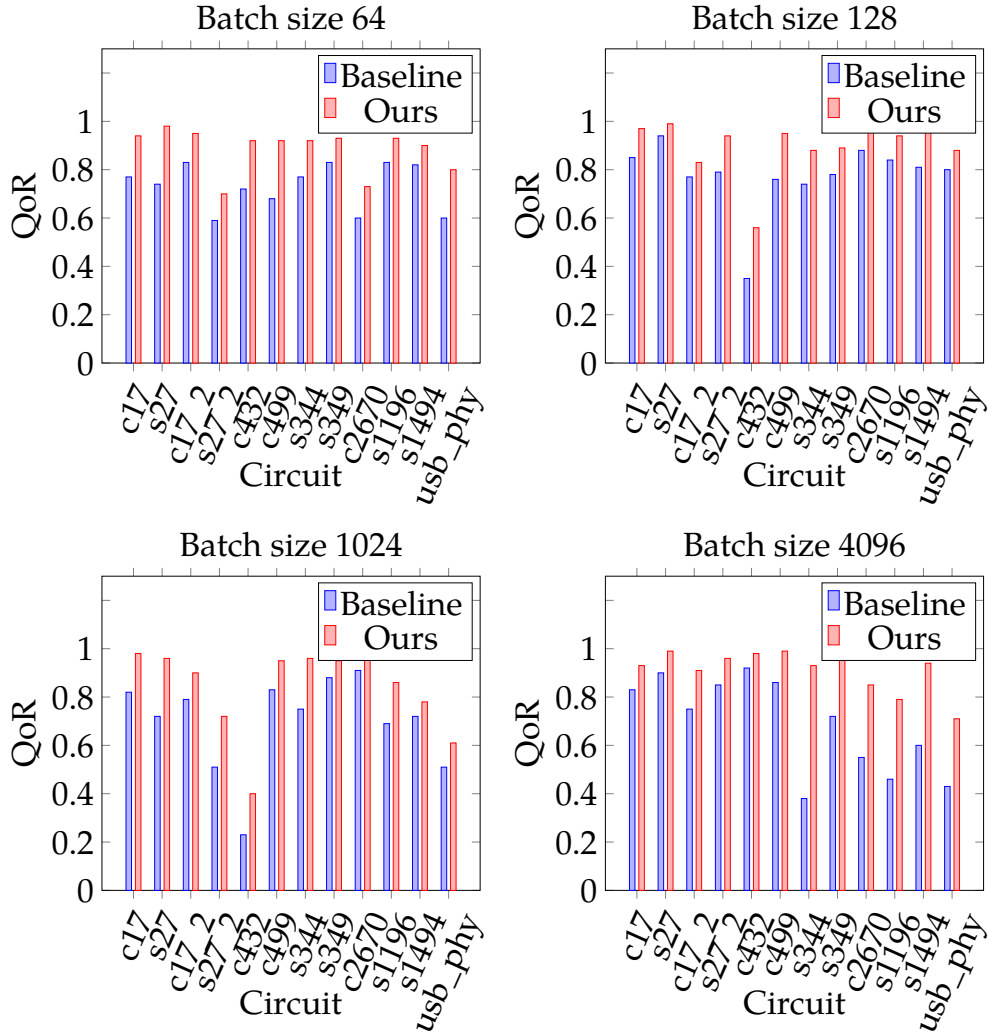 Batch size 64
Baseline
Ours
QoR
1
0.8
0.6
0.4
0.2
0
c17
s27
c17_2
s27_2
c432
c499
s344
s349
c2670
s1196
s1494
usb_phy
Circuit
Batch size 128
Baseline
Ours
QoR
1
0.8
0.6
0.4
0.2
0
c17
s27
c17_2
s27_2
c432
c499
s344
s349
c2670
s1196
s1494
usb_phy
Circuit
Batch size 1024
Baseline
Ours
QoR
1
0.8
0.6
0.4
0.2
0
c17
s27
c17_2
s27_2
c432
c499
s344
s349
c2670
s1196
s1494
usb_phy
Circuit
Batch size 4096
Baseline
Ours
QoR
1
0.8
0.6
0.4
0.2
0
c17
s27
c17_2
s27_2
c432
c499
s344
s349
c2670
s1196
s1494
usb_phy
Circuit